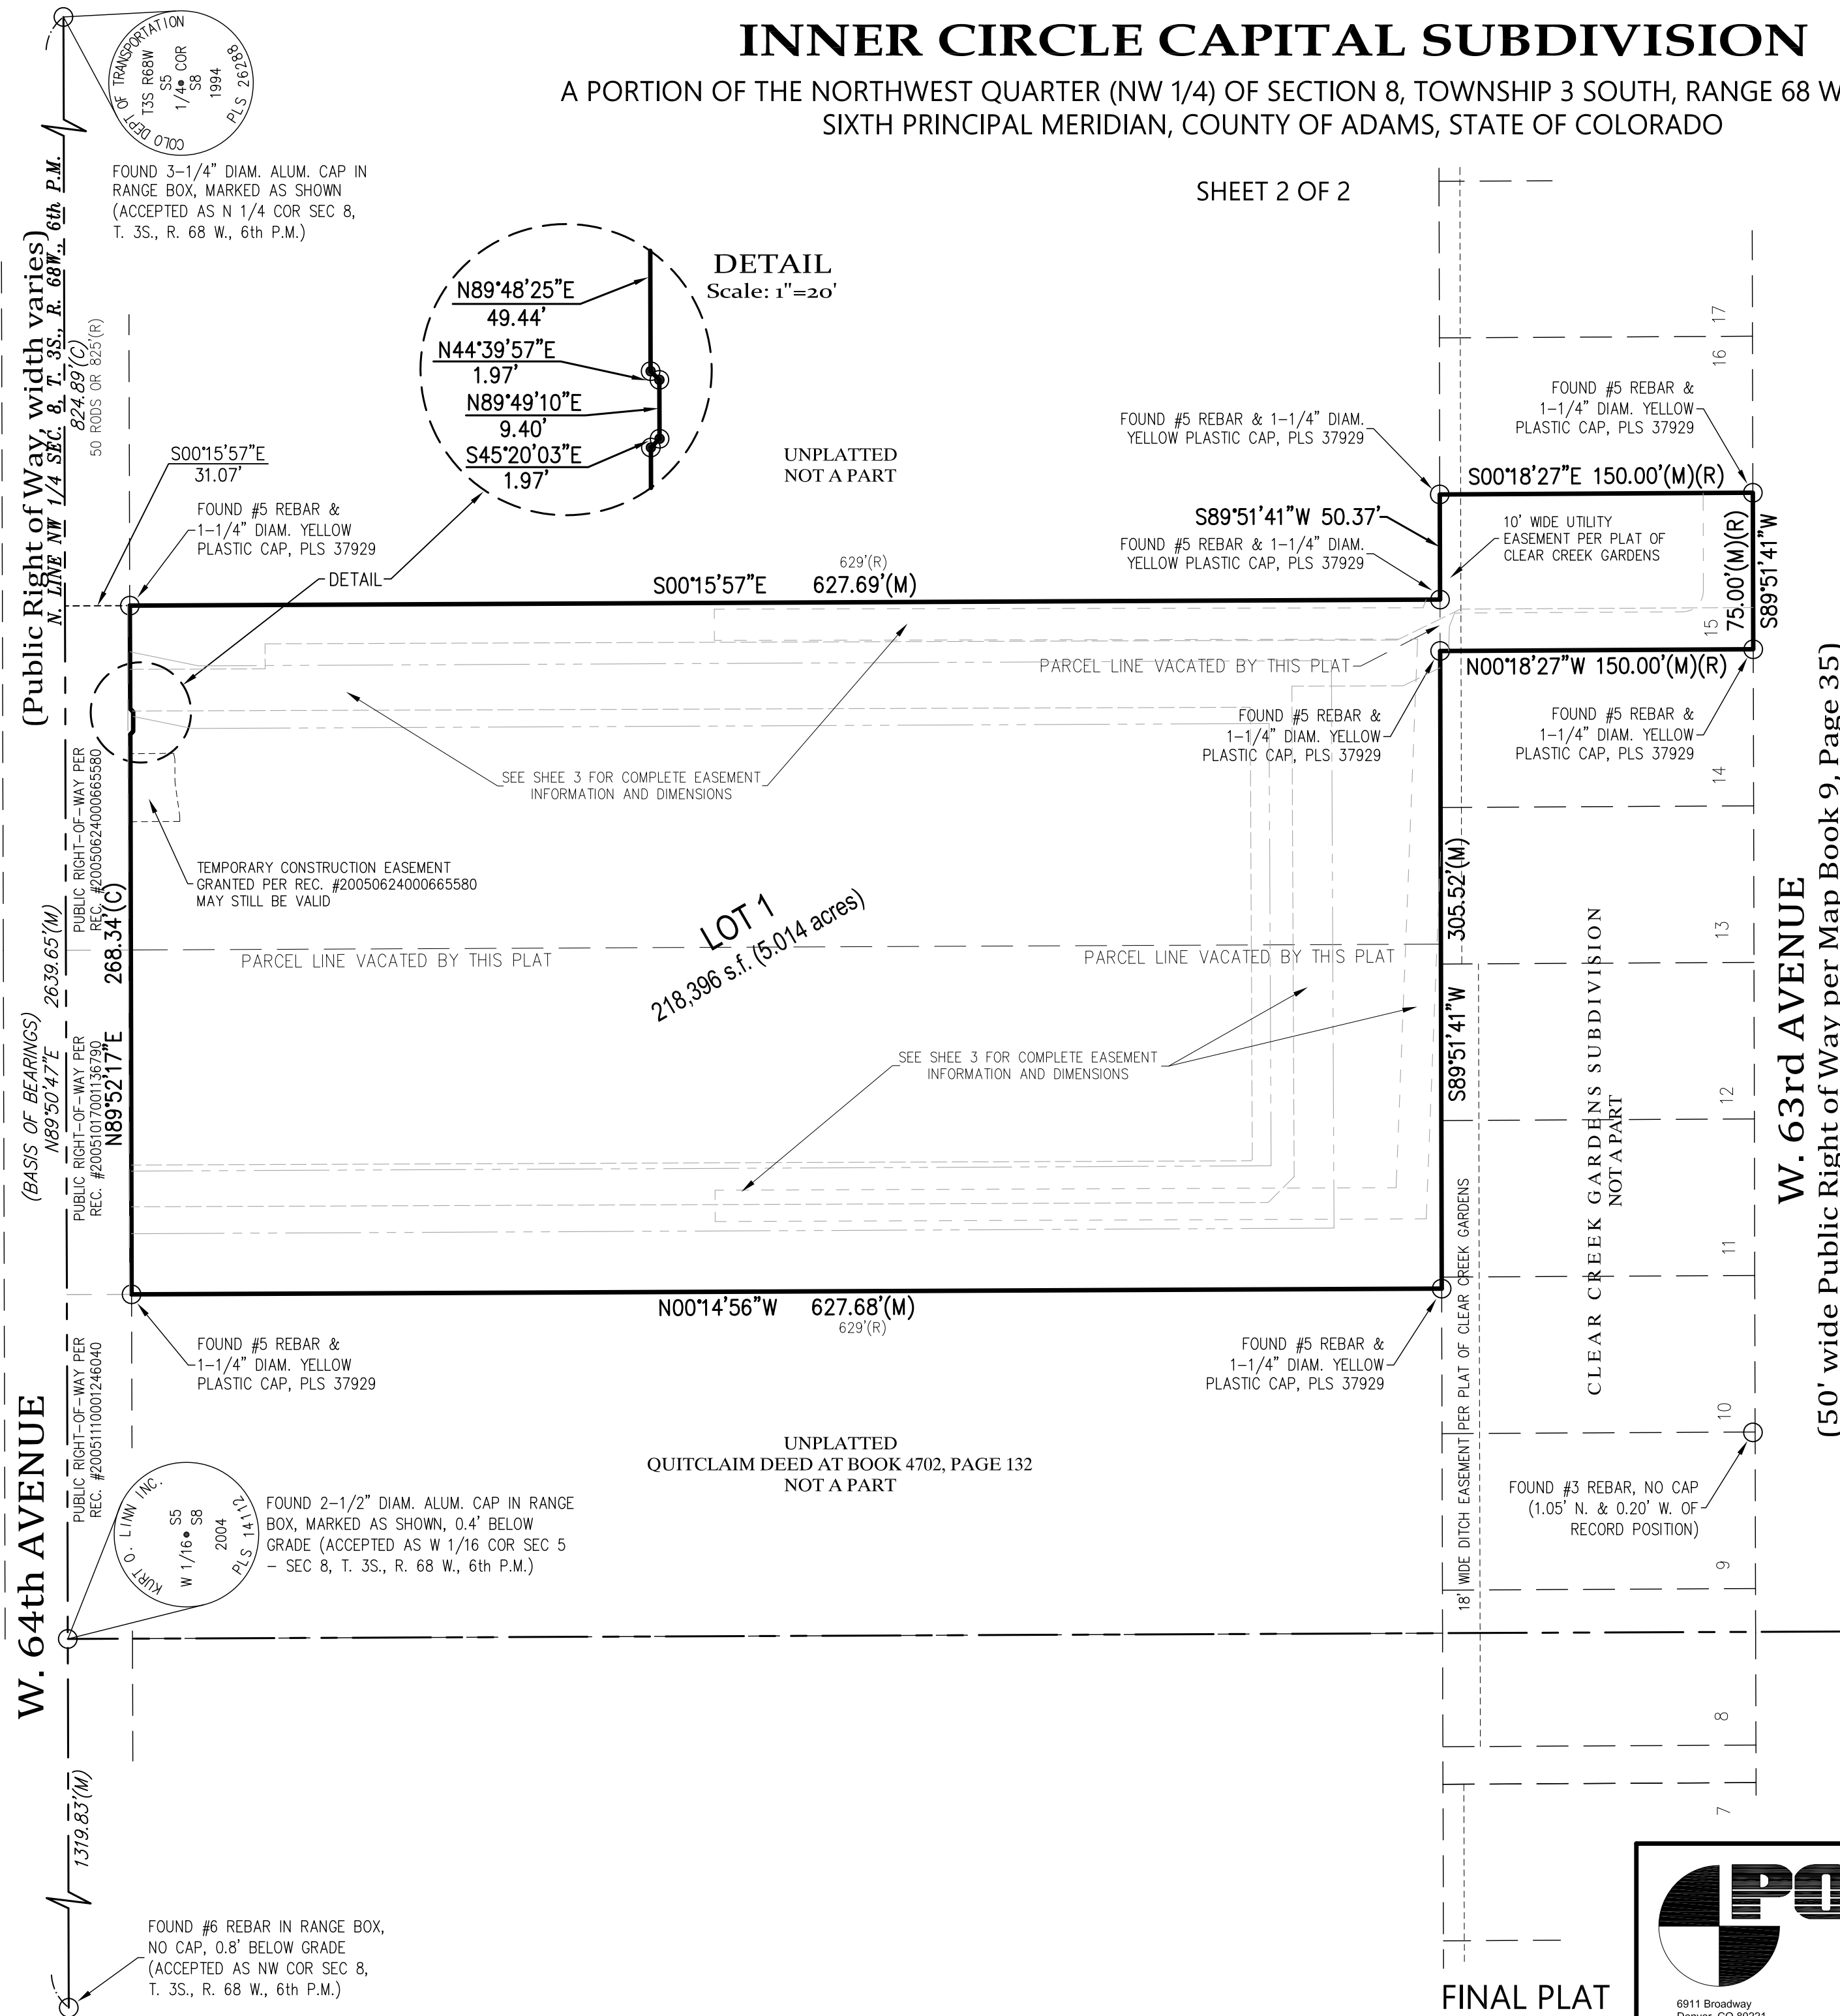 INNER CIRCLE CAPITAL SUBDIVISION
A PORTION OF THE NORTHWEST QUARTER (NW 1/4) OF SECTION 8, TOWNSHIP 3 SOUTH, RANGE 68 W
SIXTH PRINCIPAL MERIDIAN, COUNTY OF ADAMS, STATE OF COLORADO
SHEET 2 OF 2
COLO DEPT OF TRANSPORTATION
T3S R68W
S5
1/4 COR
S8
1994
PLS 26288
FOUND 3-1/4" DIAM. ALUM. CAP IN
RANGE BOX, MARKED AS SHOWN
(ACCEPTED AS N 1/4 COR SEC 8,
T. 3S., R. 68 W., 6th P.M.)
DETAIL
Scale: 1"=20'
N89°48'25"E
49.44'
N44°39'57"E
1.97'
N89°49'10"E
9.40'
S45°20'03"E
1.97'
UNPLATTED
NOT A PART
(Public Right of Way, width varies)
N. LINE NW 1/4 SEC. 8, T. 3S., R. 68W., 6th P.M.
824.89'(C)
50 RODS OR 825'(R)
S00°15'57"E
31.07'
FOUND #5 REBAR &
1-1/4" DIAM. YELLOW
PLASTIC CAP, PLS 37929
DETAIL
629'(R)
S00°15'57"E 627.69'(M)
FOUND #5 REBAR & 1-1/4" DIAM.
YELLOW PLASTIC CAP, PLS 37929
S89°51'41"W 50.37'
FOUND #5 REBAR & 1-1/4" DIAM.
YELLOW PLASTIC CAP, PLS 37929
FOUND #5 REBAR &
1-1/4" DIAM. YELLOW
PLASTIC CAP, PLS 37929
17
16
S00°18'27"E 150.00'(M)(R)
10' WIDE UTILITY
EASEMENT PER PLAT OF
CLEAR CREEK GARDENS
15
75.00'(M)(R)
S89°51'41"W
PARCEL LINE VACATED BY THIS PLAT
N00°18'27"W 150.00'(M)(R)
FOUND #5 REBAR &
1-1/4" DIAM. YELLOW
PLASTIC CAP, PLS 37929
FOUND #5 REBAR &
1-1/4" DIAM. YELLOW
PLASTIC CAP, PLS 37929
14
SEE SHEE 3 FOR COMPLETE EASEMENT
INFORMATION AND DIMENSIONS
PUBLIC RIGHT-OF-WAY PER
REC. #20050624000665580
TEMPORARY CONSTRUCTION EASEMENT
GRANTED PER REC. #20050624000665580
MAY STILL BE VALID
268.34'(C)
N89°52'17"E
LOT 1
218,396 s.f. (5.014 acres)
PARCEL LINE VACATED BY THIS PLAT
PARCEL LINE VACATED BY THIS PLAT
305.52'(M)
S89°51'41"W
13
12
11
10
9
8
7
CLEAR CREEK GARDENS SUBDIVISION
NOT A PART
W. 63rd AVENUE
(50' wide Public Right of Way per Map Book 9, Page 35)
(BASIS OF BEARINGS)
N89°50'47"E 2639.65'(M)
PUBLIC RIGHT-OF-WAY PER
REC. #20051017001136790
SEE SHEE 3 FOR COMPLETE EASEMENT
INFORMATION AND DIMENSIONS
N00°14'56"W 627.68'(M)
629'(R)
FOUND #5 REBAR &
1-1/4" DIAM. YELLOW
PLASTIC CAP, PLS 37929
FOUND #5 REBAR &
1-1/4" DIAM. YELLOW
PLASTIC CAP, PLS 37929
18' WIDE DITCH EASEMENT PER PLAT OF CLEAR CREEK GARDENS
PUBLIC RIGHT-OF-WAY PER
REC. #20051110001246040
W. 64th AVENUE
UNPLATTED
QUITCLAIM DEED AT BOOK 4702, PAGE 132
NOT A PART
KURT O. LINN INC.
W 1/16 S5
S8
2004
PLS 14112
FOUND 2-1/2" DIAM. ALUM. CAP IN RANGE
BOX, MARKED AS SHOWN, 0.4' BELOW
GRADE (ACCEPTED AS W 1/16 COR SEC 5
- SEC 8, T. 3S., R. 68 W., 6th P.M.)
FOUND #3 REBAR, NO CAP
(1.05' N. & 0.20' W. OF
RECORD POSITION)
1319.83'(M)
FOUND #6 REBAR IN RANGE BOX,
NO CAP, 0.8' BELOW GRADE
(ACCEPTED AS NW COR SEC 8,
T. 3S., R. 68 W., 6th P.M.)
FINAL PLAT
PO
6911 Broadway
Denver, CO 80221